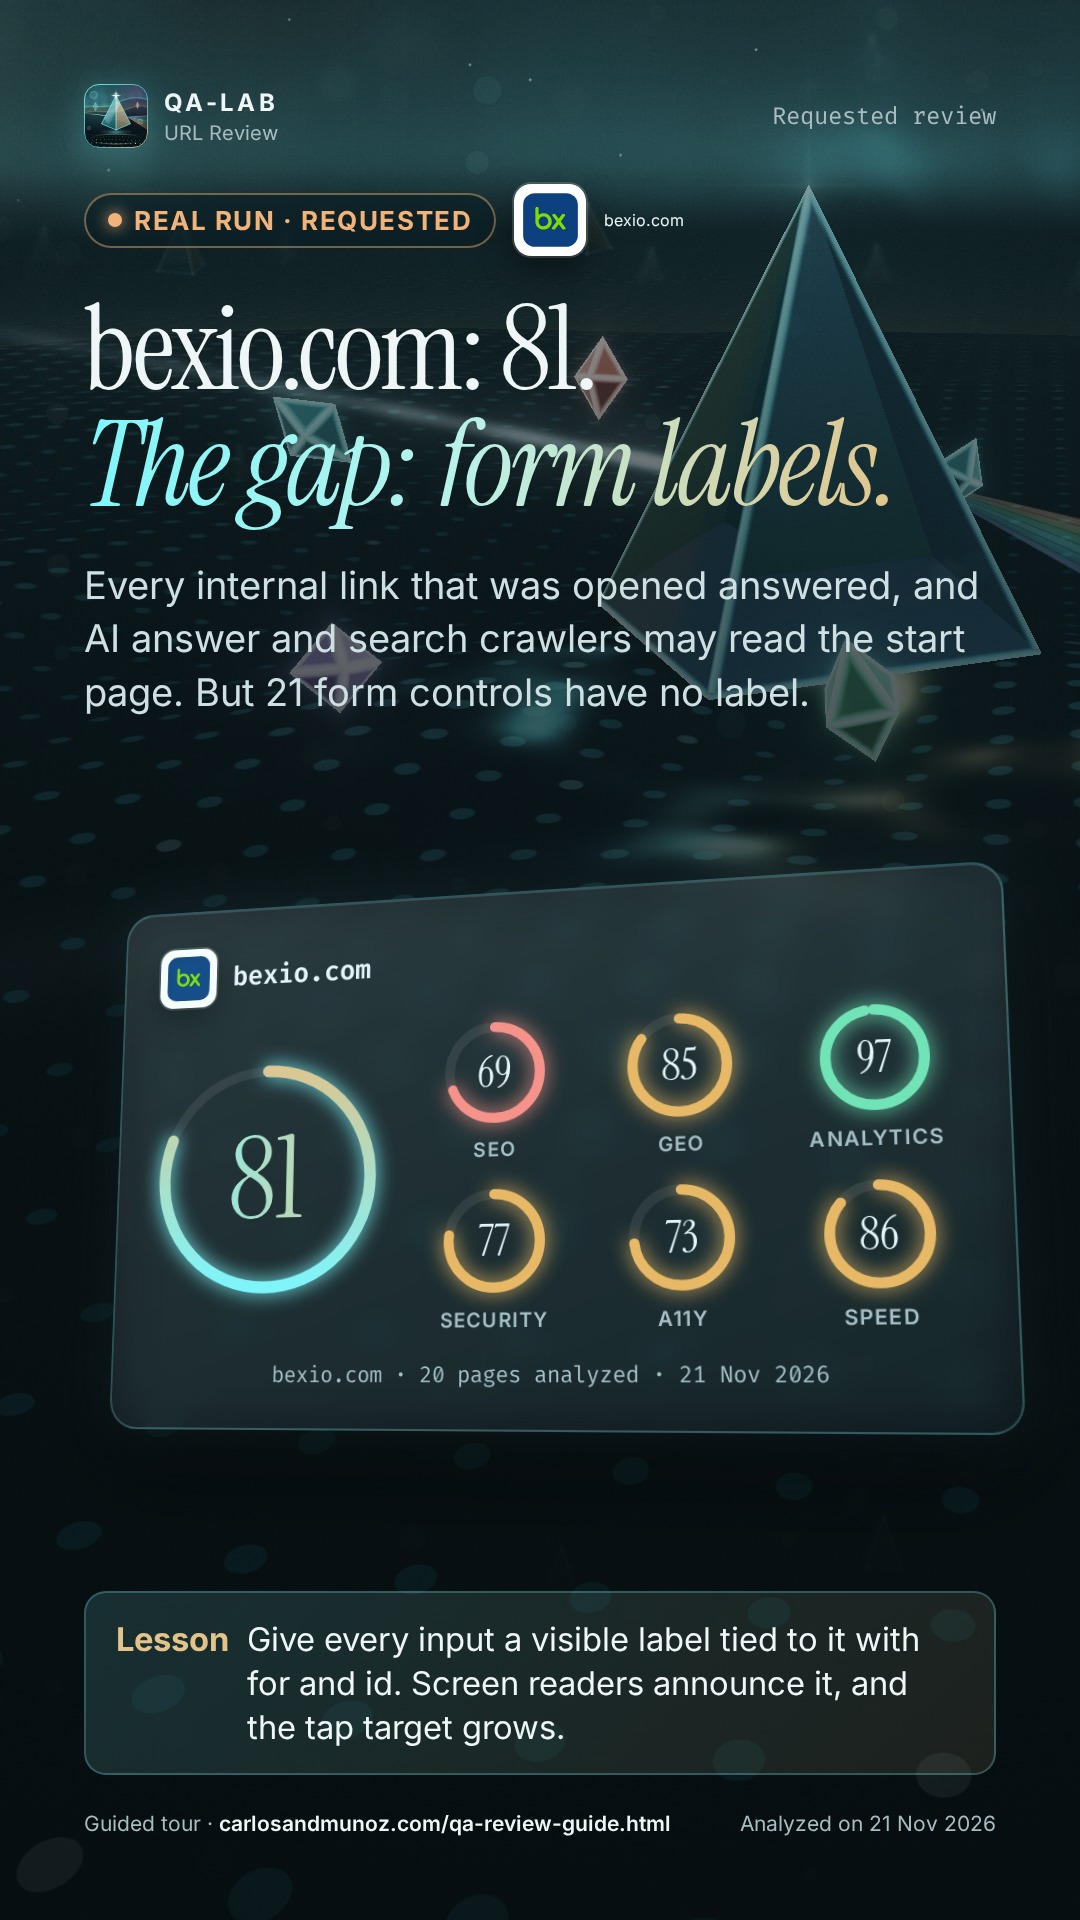 QA-LAB
URL Review
Requested review
REAL RUN · REQUESTED
bx
bexio.com
bexio.com: 81.
The gap: form labels.
Every internal link that was opened answered, and
AI answer and search crawlers may read the start
page. But 21 form controls have no label.
bx
bexio.com
81
69
SEO
85
GEO
97
ANALYTICS
77
SECURITY
73
A11Y
86
SPEED
bexio.com · 20 pages analyzed · 21 Nov 2026
Lesson
Give every input a visible label tied to it with
for and id. Screen readers announce it, and
the tap target grows.
Guided tour · carlosandmunoz.com/qa-review-guide.html
Analyzed on 21 Nov 2026